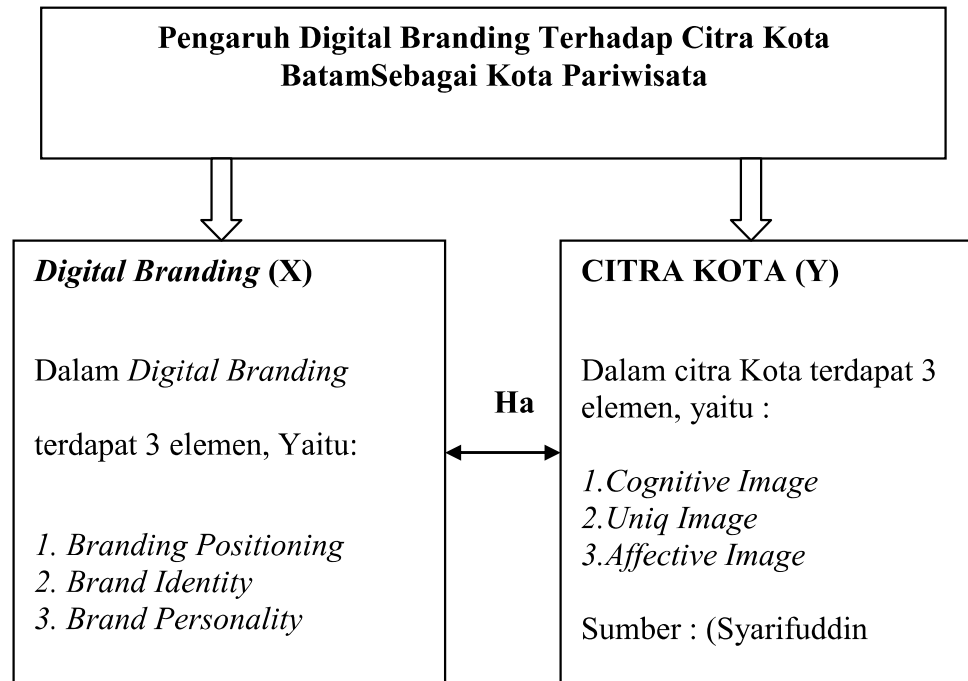 Pengaruh Digital Branding Terhadap Citra Kota
BatamSebagai Kota Pariwisata
Digital Branding (X)
Dalam Digital Branding
terdapat 3 elemen, Yaitu:
1. Branding Positioning
2. Brand Identity
3. Brand Personality
Ha
CITRA KOTA (Y)
Dalam citra Kota terdapat 3
elemen, yaitu :
1.Cognitive Image
2.Uniq Image
3.Affective Image
Sumber : (Syarifuddin